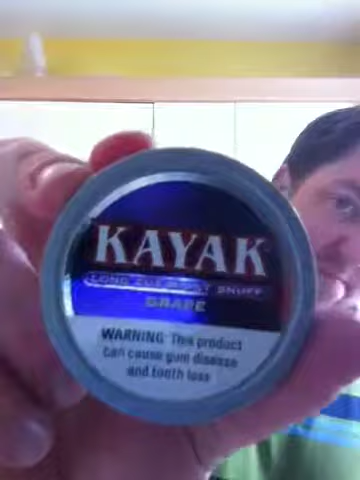 KAYAK
LONG CUT MOIST SNUFF
GRAPE
WARNING: This product
can cause gum disease
and tooth loss